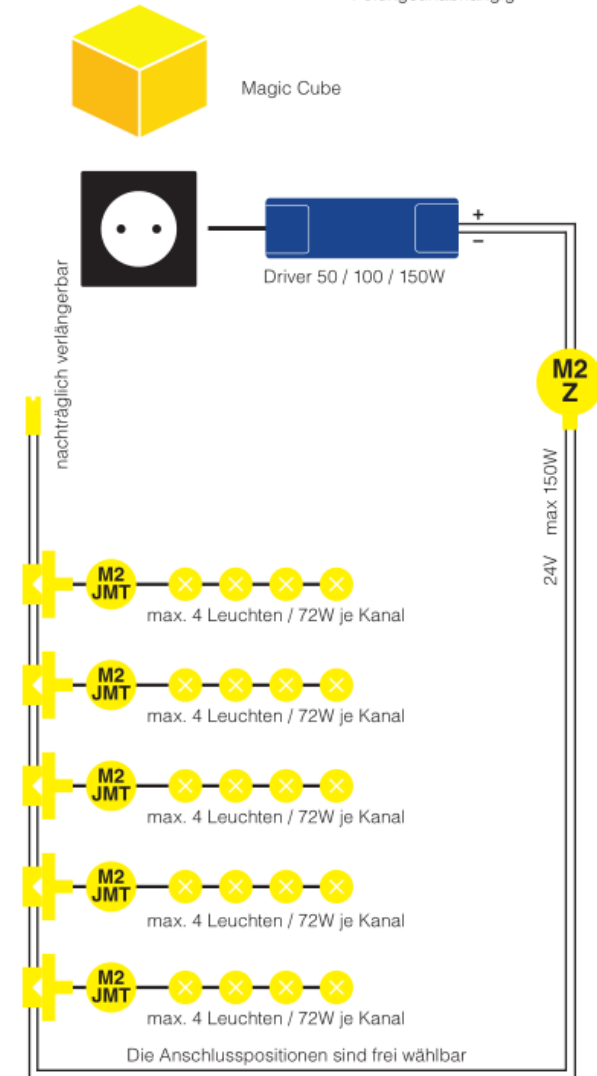 Magic Cube
+
−
Driver 50 / 100 / 150W
nachträglich verlängerbar
M2
Z
24V max 150W
M2
JMT
max. 4 Leuchten / 72W je Kanal
M2
JMT
max. 4 Leuchten / 72W je Kanal
M2
JMT
max. 4 Leuchten / 72W je Kanal
M2
JMT
max. 4 Leuchten / 72W je Kanal
M2
JMT
max. 4 Leuchten / 72W je Kanal
Die Anschlusspositionen sind frei wählbar